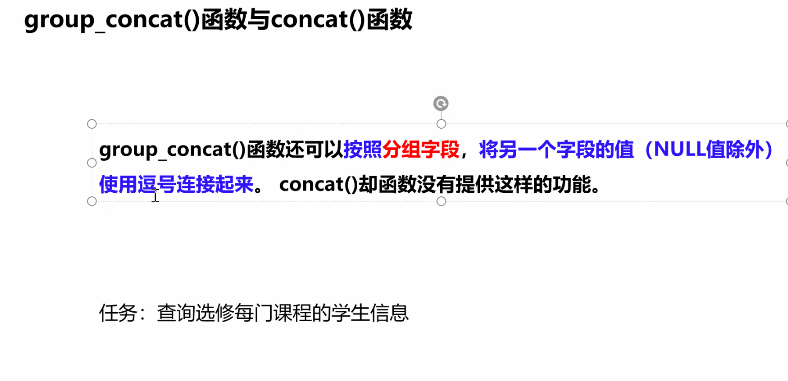 group_concat()函数与concat()函数
group_concat()函数还可以按照分组字段，将另一个字段的值（NULL值除外）
使用逗号连接起来。 concat()却函数没有提供这样的功能。
任务：查询选修每门课程的学生信息